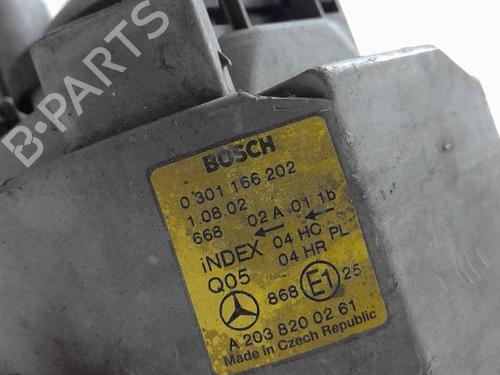 B-PARTS
BOSCH
0 301 166 202
1.08.02
668 02A 01 1b
iNDEX ← 04 HC ← PL
Q05 04 HR
868 E1 25
A 203 820 02 61
Made in Czech Republic